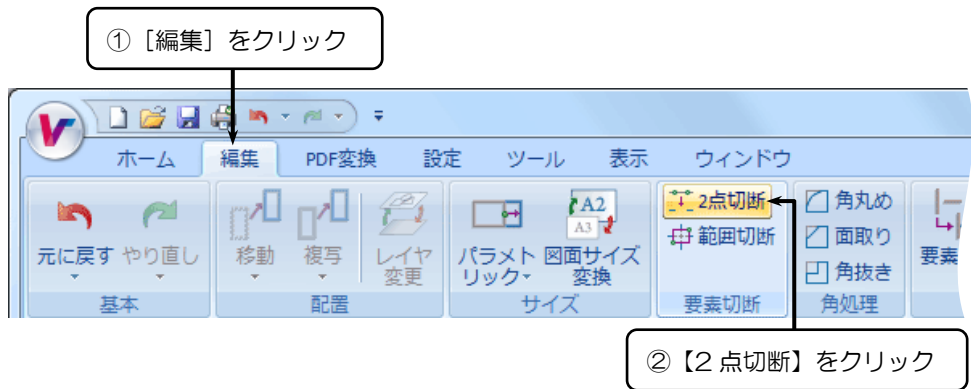 ① [編集] をクリック
ホーム 編集 PDF変換 設定 ツール 表示 ウィンドウ
元に戻す やり直し 移動 複写 レイヤ変更 パラメトリック 図面サイズ変換 A2 A3 2点切断 範囲切断 角丸め 面取り 角抜き 要素
基本 配置 サイズ 要素切断 角処理
②【2 点切断】をクリック